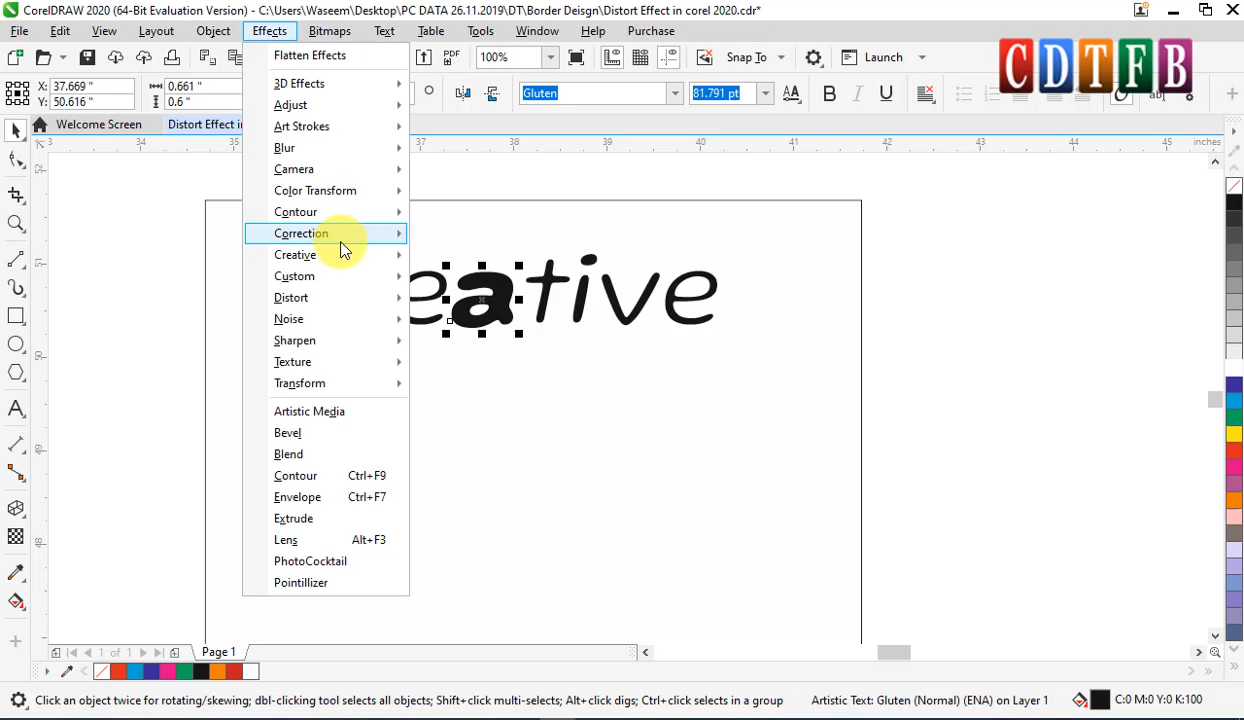 CorelDRAW 2020 (64-Bit Evaluation Version) - C:\Users\Waseem\Desktop\PC DATA 26.11.2019\DT\Border Deisgn\Distort Effect in corel 2020.cdr*
File Edit View Layout Object Effects Bitmaps Text Table Tools Window Help Purchase
PDF 100% Snap To Launch
CDTFB
X: 37.669 " 0.661 "
Y: 50.616 " 0.6 "
Gluten 81.791 pt
Welcome Screen Distort Effect in
3 34 35 37 38 39 40 41 42 43 44 45 inches
Flatten Effects
3D Effects
Adjust
Art Strokes
Blur
Camera
Color Transform
Contour
Correction
Creative
Custom
Distort
Noise
Sharpen
Texture
Transform
Artistic Media
Bevel
Blend
Contour Ctrl+F9
Envelope Ctrl+F7
Extrude
Lens Alt+F3
PhotoCocktail
Pointillizer
eative
52
51
50
49
48
1 of 1 Page 1
Click an object twice for rotating/skewing; dbl-clicking tool selects all objects; Shift+click multi-selects; Alt+click digs; Ctrl+click selects in a group Artistic Text: Gluten (Normal) (ENA) on Layer 1 C:0 M:0 Y:0 K:100